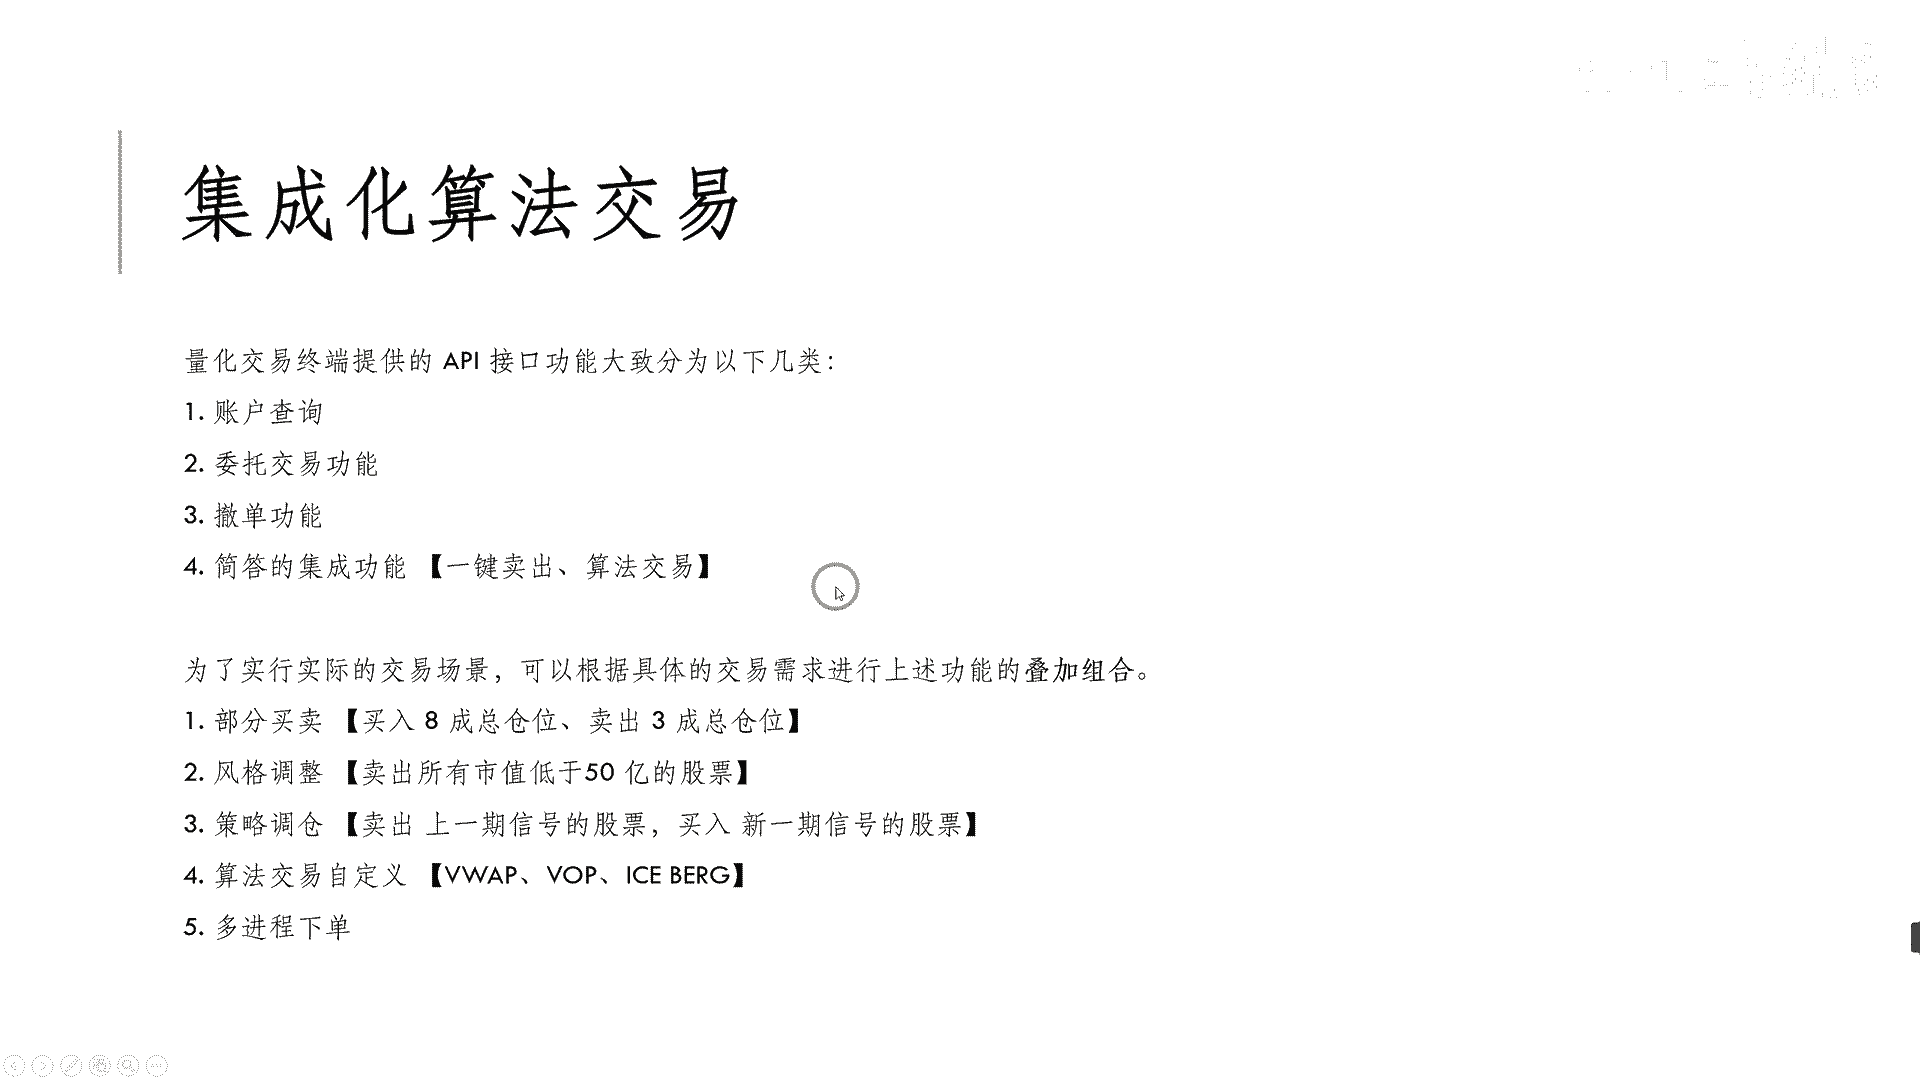 集成化算法交易
量化交易终端提供的 API 接口功能大致分为以下几类：
1. 账户查询
2. 委托交易功能
3. 撤单功能
4. 简答的集成功能 【一键卖出、算法交易】
为了实行实际的交易场景，可以根据具体的交易需求进行上述功能的叠加组合。
1. 部分买卖 【买入 8 成总仓位、卖出 3 成总仓位】
2. 风格调整 【卖出所有市值低于50 亿的股票】
3. 策略调仓 【卖出 上一期信号的股票，买入 新一期信号的股票】
4. 算法交易自定义 【VWAP、VOP、ICE BERG】
5. 多进程下单